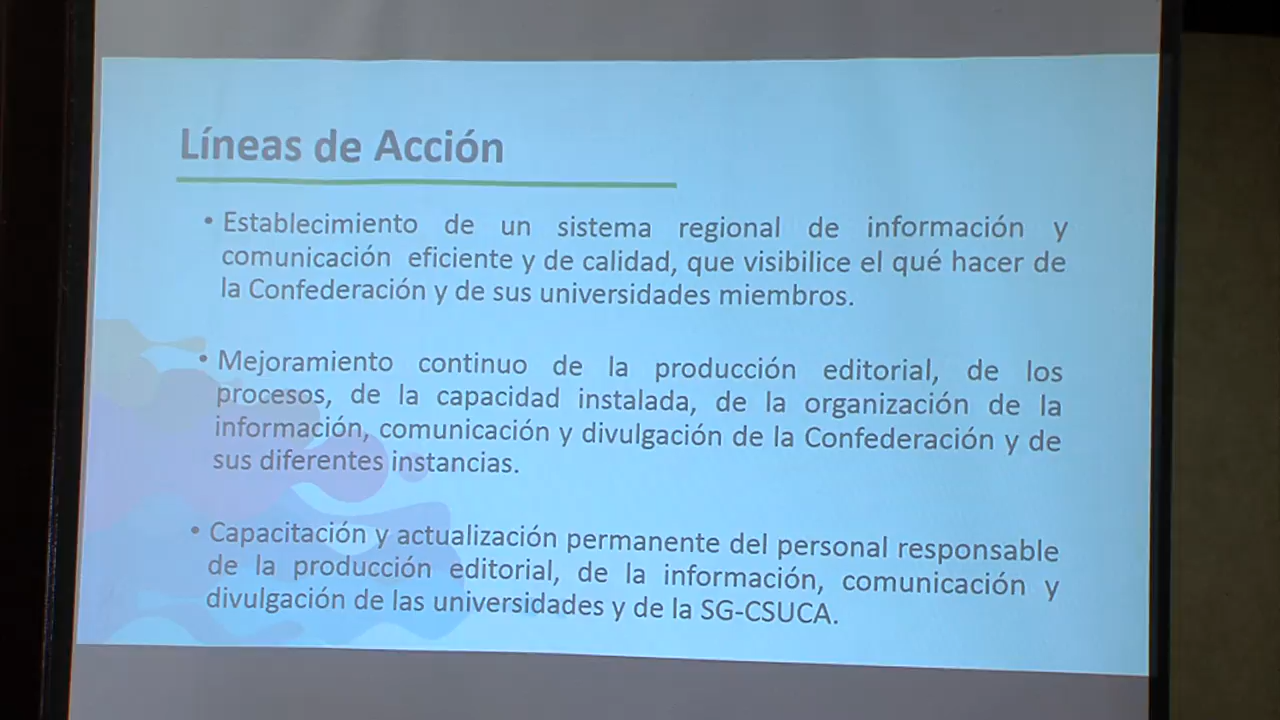 Líneas de Acción
• Establecimiento de un sistema regional de información y
comunicación eficiente y de calidad, que visibilice el qué hacer de
la Confederación y de sus universidades miembros.
• Mejoramiento continuo de la producción editorial, de los
procesos, de la capacidad instalada, de la organización de la
información, comunicación y divulgación de la Confederación y de
sus diferentes instancias.
• Capacitación y actualización permanente del personal responsable
de la producción editorial, de la información, comunicación y
divulgación de las universidades y de la SG-CSUCA.